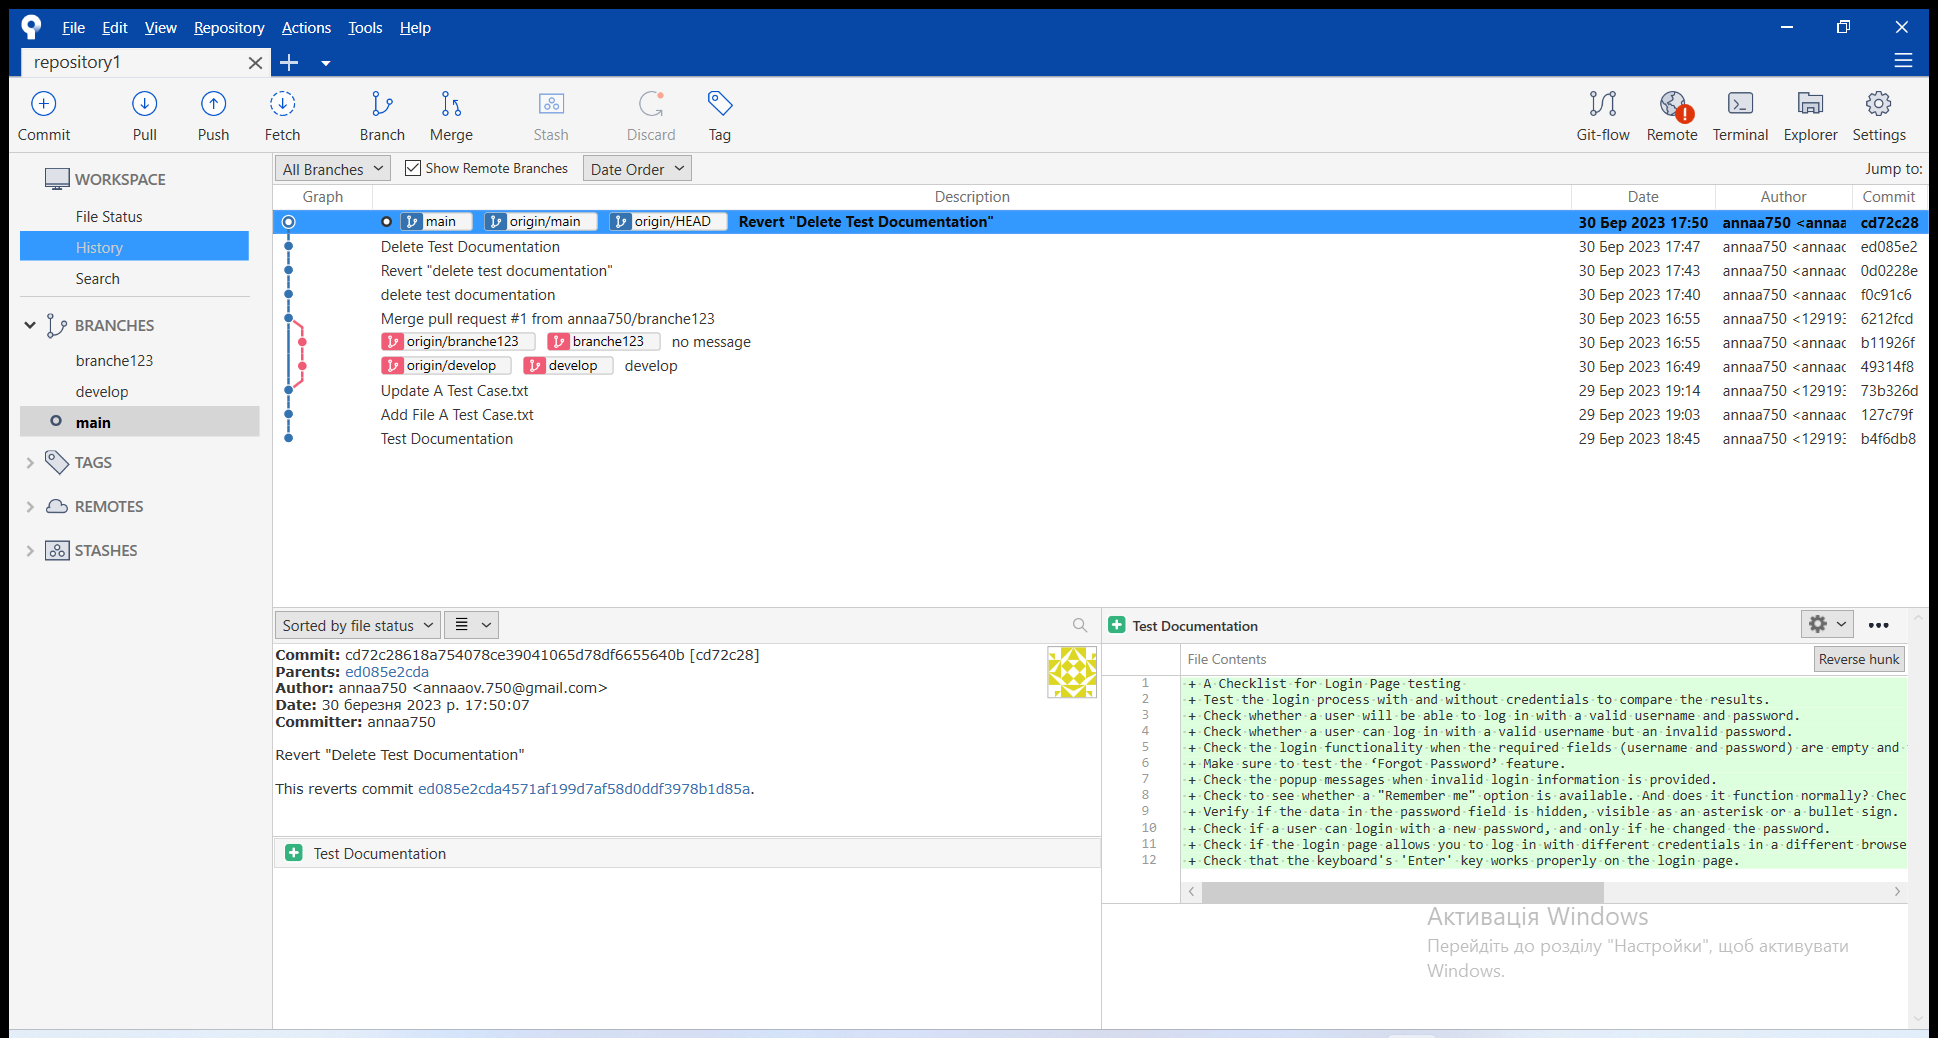 File Edit View Repository Actions Tools Help
repository1
Commit Pull Push Fetch Branch Merge Stash Discard Tag Git-flow Remote Terminal Explorer Settings
WORKSPACE
File Status
History
Search
BRANCHES
branche123
develop
main
TAGS
REMOTES
STASHES
All Branches Show Remote Branches Date Order Jump to:
Graph Description Date Author Commit
main origin/main origin/HEAD Revert "Delete Test Documentation" 30 Бер 2023 17:50 annaa750 <annaa cd72c28
Delete Test Documentation 30 Бер 2023 17:47 annaa750 <annaac ed085e2
Revert "delete test documentation" 30 Бер 2023 17:43 annaa750 <annaac 0d0228e
delete test documentation 30 Бер 2023 17:40 annaa750 <annaac f0c91c6
Merge pull request #1 from annaa750/branche123 30 Бер 2023 16:55 annaa750 <129193 6212fcd
origin/branche123 branche123 no message 30 Бер 2023 16:55 annaa750 <annaac b11926f
origin/develop develop develop 30 Бер 2023 16:49 annaa750 <annaac 49314f8
Update A Test Case.txt 29 Бер 2023 19:14 annaa750 <129193 73b326d
Add File A Test Case.txt 29 Бер 2023 19:03 annaa750 <annaac 127c79f
Test Documentation 29 Бер 2023 18:45 annaa750 <129193 b4f6db8
Sorted by file status
Commit: cd72c28618a754078ce39041065d78df6655640b [cd72c28]
Parents: ed085e2cda
Author: annaa750 <annaaov.750@gmail.com>
Date: 30 березня 2023 р. 17:50:07
Committer: annaa750
Revert "Delete Test Documentation"
This reverts commit ed085e2cda4571af199d7af58d0ddf3978b1d85a.
Test Documentation
Test Documentation
File Contents Reverse hunk
1 + A Checklist for Login Page testing
2 + Test the login process with and without credentials to compare the results.
3 + Check whether a user will be able to log in with a valid username and password.
4 + Check whether a user can log in with a valid username but an invalid password.
5 + Check the login functionality when the required fields (username and password) are empty and
6 + Make sure to test the ‘Forgot Password’ feature.
7 + Check the popup messages when invalid login information is provided.
8 + Check to see whether a "Remember me" option is available. And does it function normally? Chec
9 + Verify if the data in the password field is hidden, visible as an asterisk or a bullet sign.
10 + Check if a user can login with a new password, and only if he changed the password.
11 + Check if the login page allows you to log in with different credentials in a different browse
12 + Check that the keyboard's 'Enter' key works properly on the login page.
Активація Windows
Перейдіть до розділу "Настройки", щоб активувати
Windows.